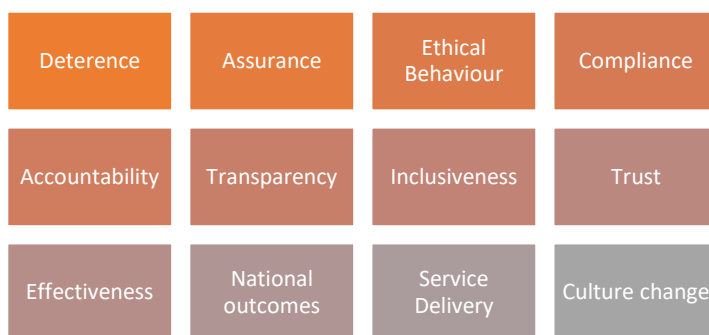 Deterence
Assurance
Ethical
Behaviour
Compliance
Accountability
Transparency
Inclusiveness
Trust
Effectiveness
National
outcomes
Service
Delivery
Culture change